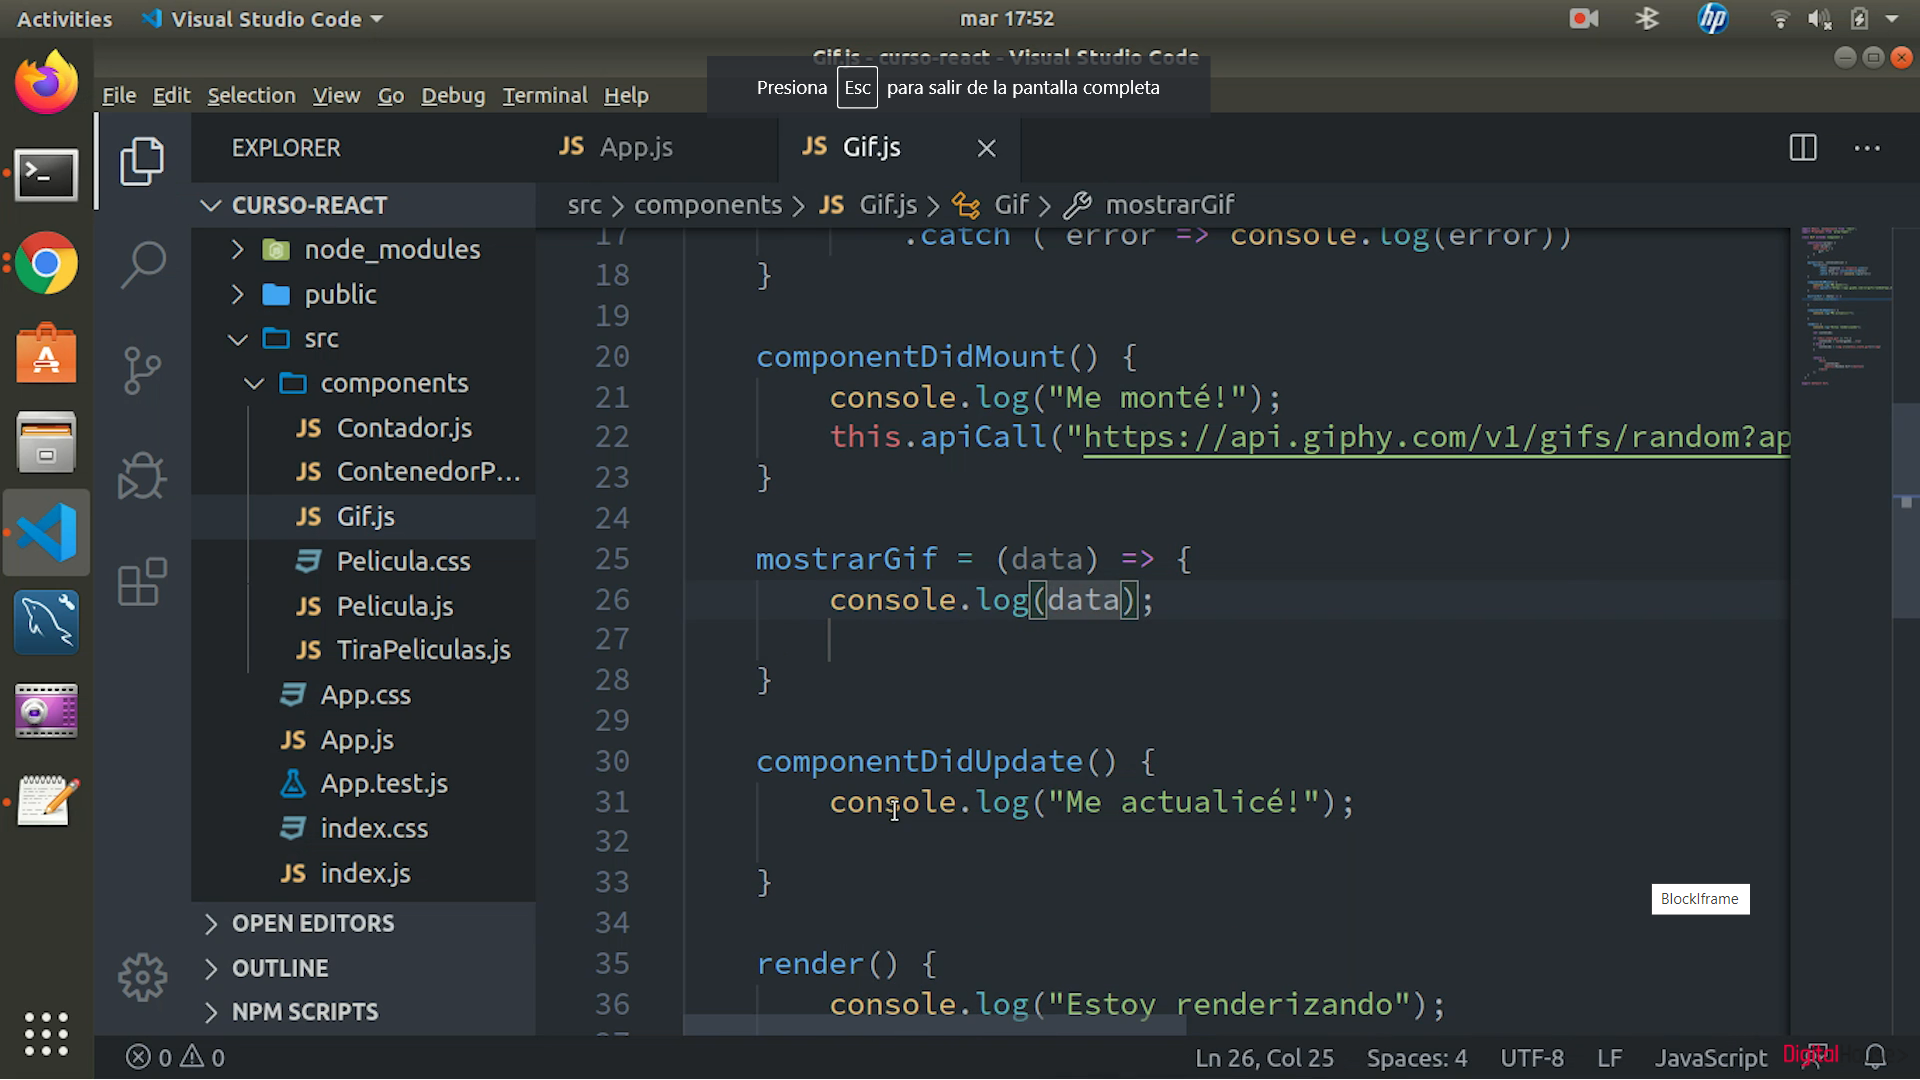 Activities
Visual Studio Code
mar 17:52
hp
Gif.js - curso-react - Visual Studio Code
Presiona Esc para salir de la pantalla completa
File Edit Selection View Go Debug Terminal Help
EXPLORER
JS App.js
JS Gif.js
CURSO-REACT
src > components > JS Gif.js > Gif > mostrarGif
node_modules
public
src
components
JS Contador.js
JS ContenedorP...
JS Gif.js
Pelicula.css
JS Pelicula.js
JS TiraPeliculas.js
App.css
JS App.js
App.test.js
index.css
JS index.js
OPEN EDITORS
OUTLINE
NPM SCRIPTS
17 .catch ( error => console.log(error))
18 }
19
20 componentDidMount() {
21 console.log("Me monté!");
22 this.apiCall("https://api.giphy.com/v1/gifs/random?ap
23 }
24
25 mostrarGif = (data) => {
26 console.log(data);
27
28 }
29
30 componentDidUpdate() {
31 console.log("Me actualicé!");
32
33 }
34
35 render() {
36 console.log("Estoy renderizando");
BlockIframe
0 0
Ln 26, Col 25 Spaces: 4 UTF-8 LF JavaScript
Digital